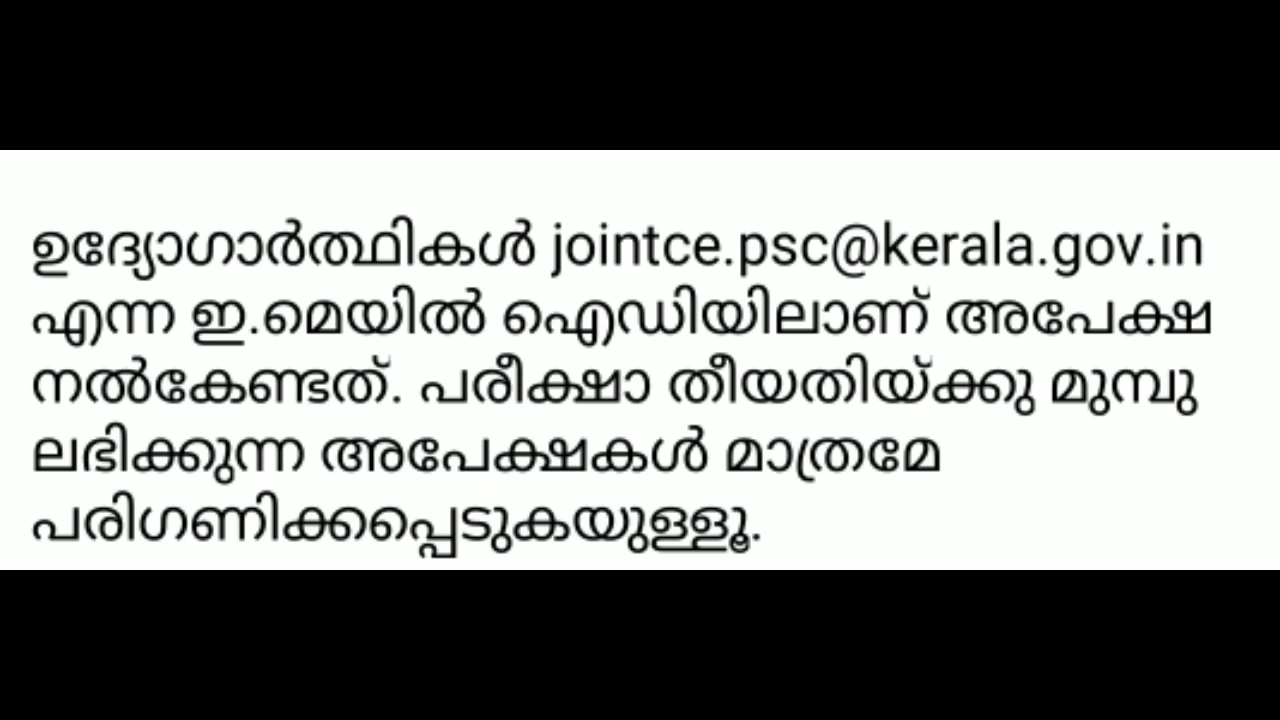 ഉദ്യോഗാർത്ഥികൾ jointce.psc@kerala.gov.in
എന്ന ഇ.മെയിൽ ഐഡിയിലാണ് അപേക്ഷ
നൽകേണ്ടത്. പരീക്ഷാ തീയതിയ്ക്കു മുമ്പു
ലഭിക്കുന്ന അപേക്ഷകൾ മാത്രമേ
പരിഗണിക്കപ്പെടുകയുള്ളൂ.